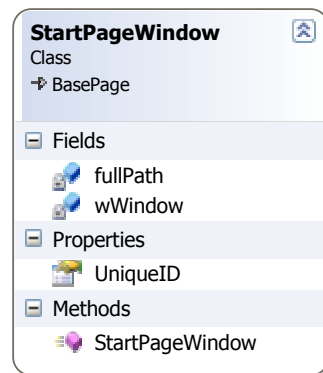 StartPageWindow
Class
BasePage
Fields
fullPath
wWindow
Properties
UniqueID
Methods
StartPageWindow